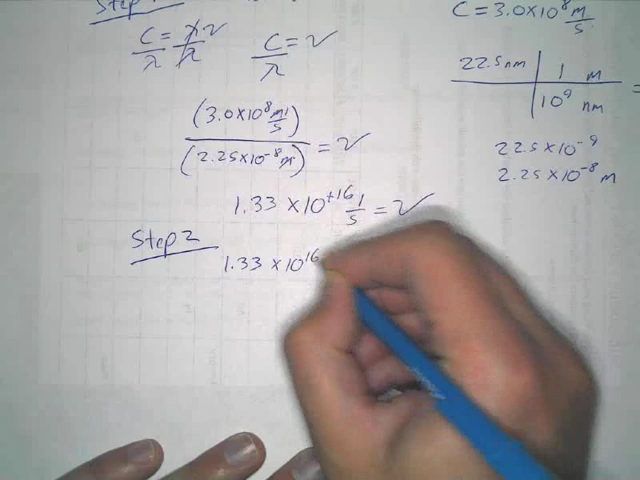 Step 1
C = 3.0×10⁸ m/s
C/λ = λν/λ C/λ = ν
22.5 nm | 1 m =
10⁹ nm
(3.0×10⁸ m/s) / (2.25×10⁻⁸ m) = ν
22.5×10⁻⁹
2.25×10⁻⁸ m
1.33 ×10⁺¹⁶ 1/s = ν
Step 2
1.33 ×10¹⁶